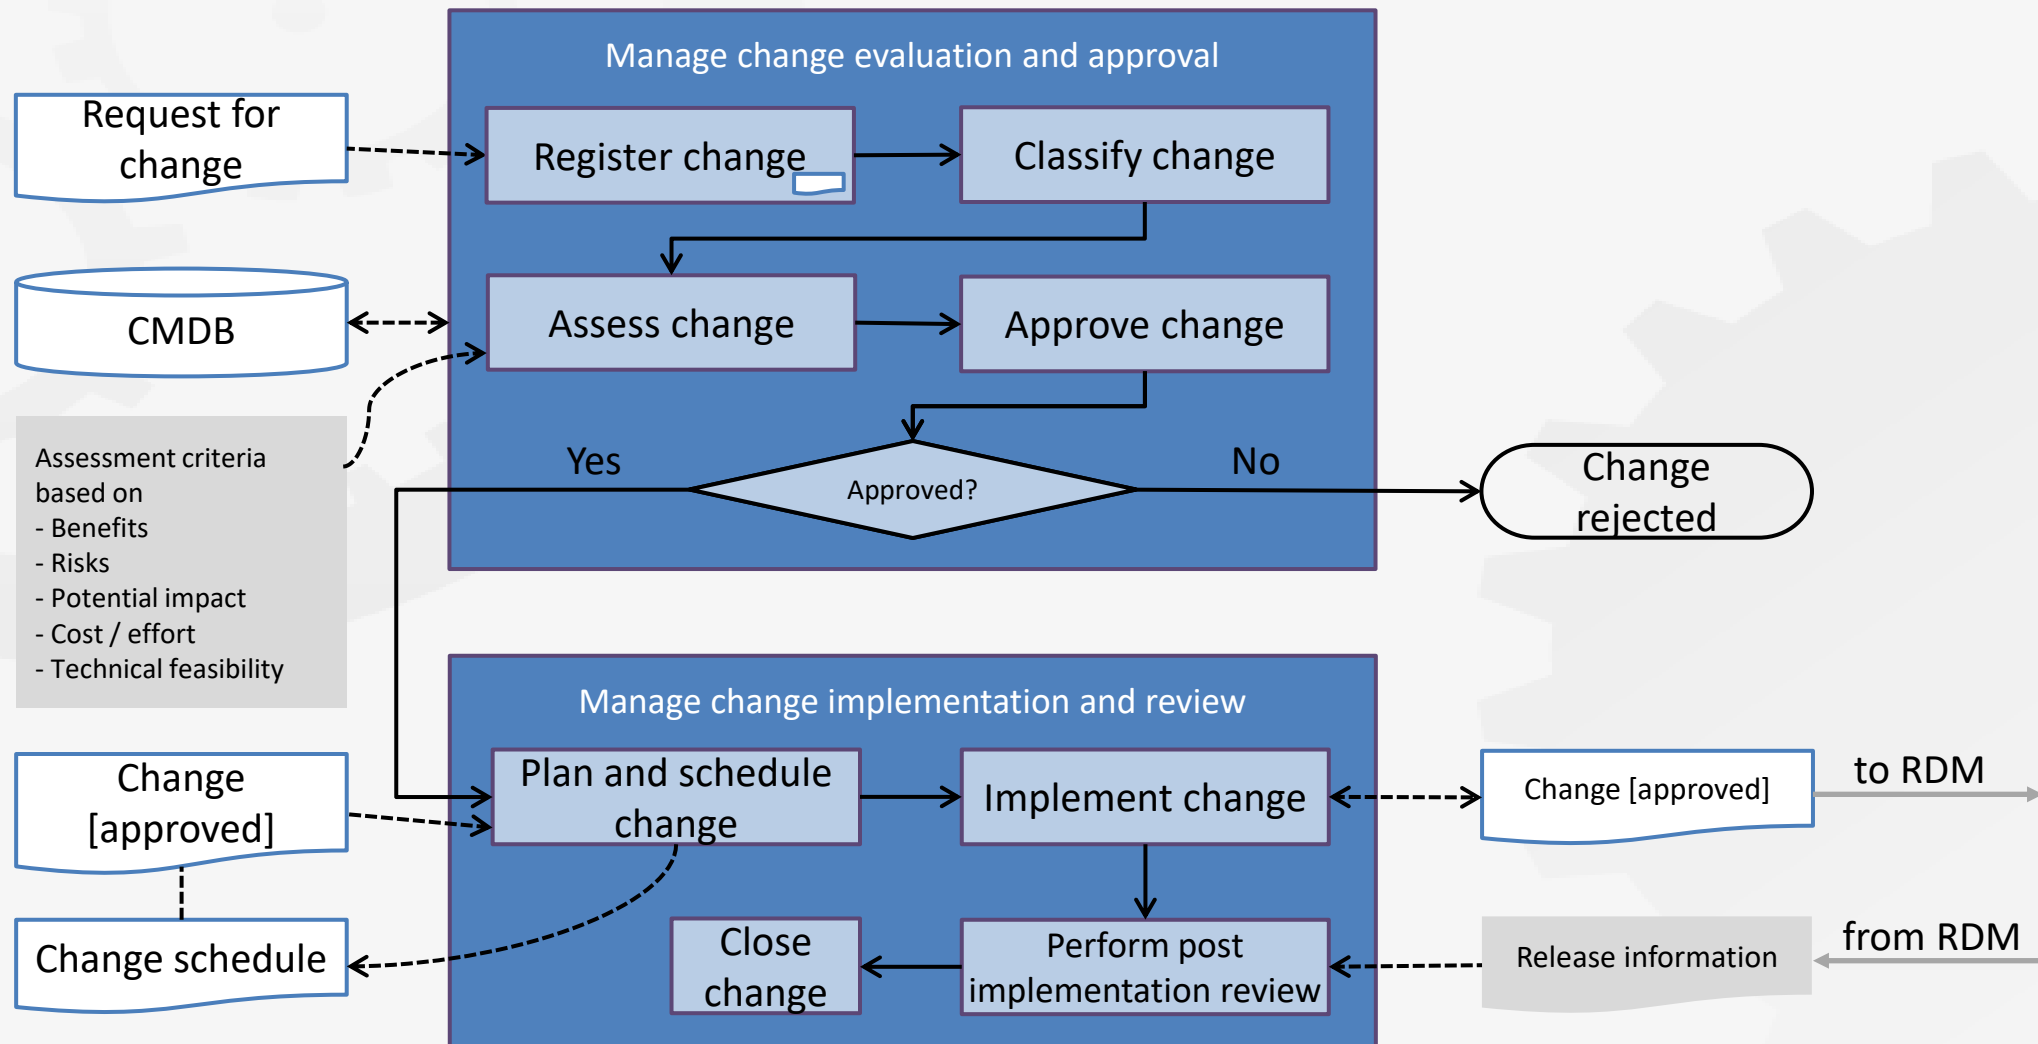 Manage change evaluation and approval
Request for
change
Register change
Classify change
CMDB
Assess change
Approve change
Assessment criteria
based on
- Benefits
- Risks
- Potential impact
- Cost / effort
- Technical feasibility
Yes
Approved?
No
Change
rejected
Manage change implementation and review
Change
[approved]
Plan and schedule
change
Implement change
Change [approved]
to RDM
Change schedule
Close
change
Perform post
implementation review
Release information
from RDM